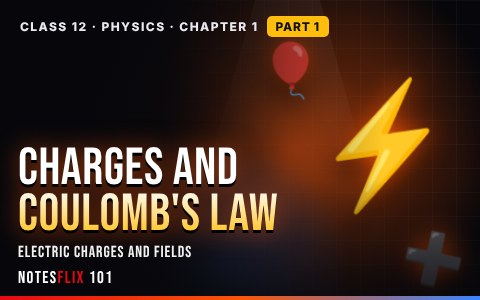 CLASS 12 · PHYSICS · CHAPTER 1 PART 1
CHARGES AND
COULOMB'S LAW
ELECTRIC CHARGES AND FIELDS
NOTESFLIX 101